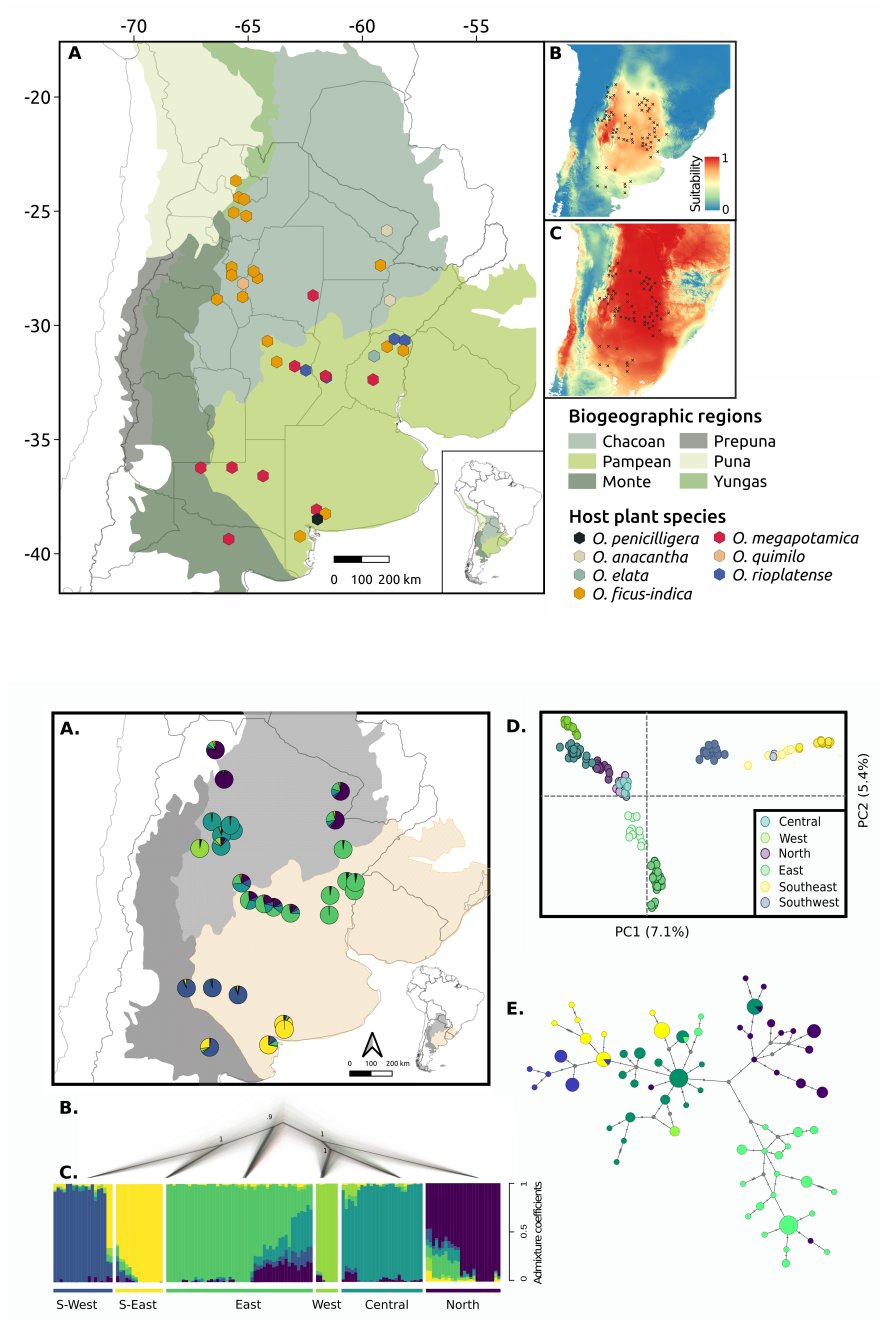 -70 -65 -60 -55
A
-20
-25
-30
-35
-40
0 100 200 km
B
Suitability
1
0
C
Biogeographic regions
Chacoan Prepuna
Pampean Puna
Monte Yungas
Host plant species
O. penicilligera O. megapotamica
O. anacantha O. quimilo
O. elata O. rioplatense
O. ficus-indica
A.
0 100 200 km
D.
PC2 (5.4%)
Central
West
North
East
Southeast
Southwest
PC1 (7.1%)
E.
B.
.9
1
1
1
C.
1
0.5
0
Admixture coefficients
S-West S-East East West Central North